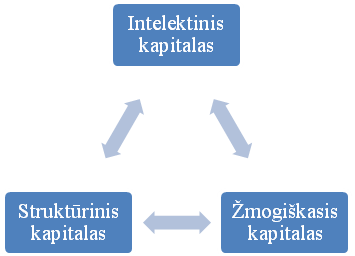 Intelektinis
kapitalas
Struktūrinis
kapitalas
Žmogiškasis
kapitalas